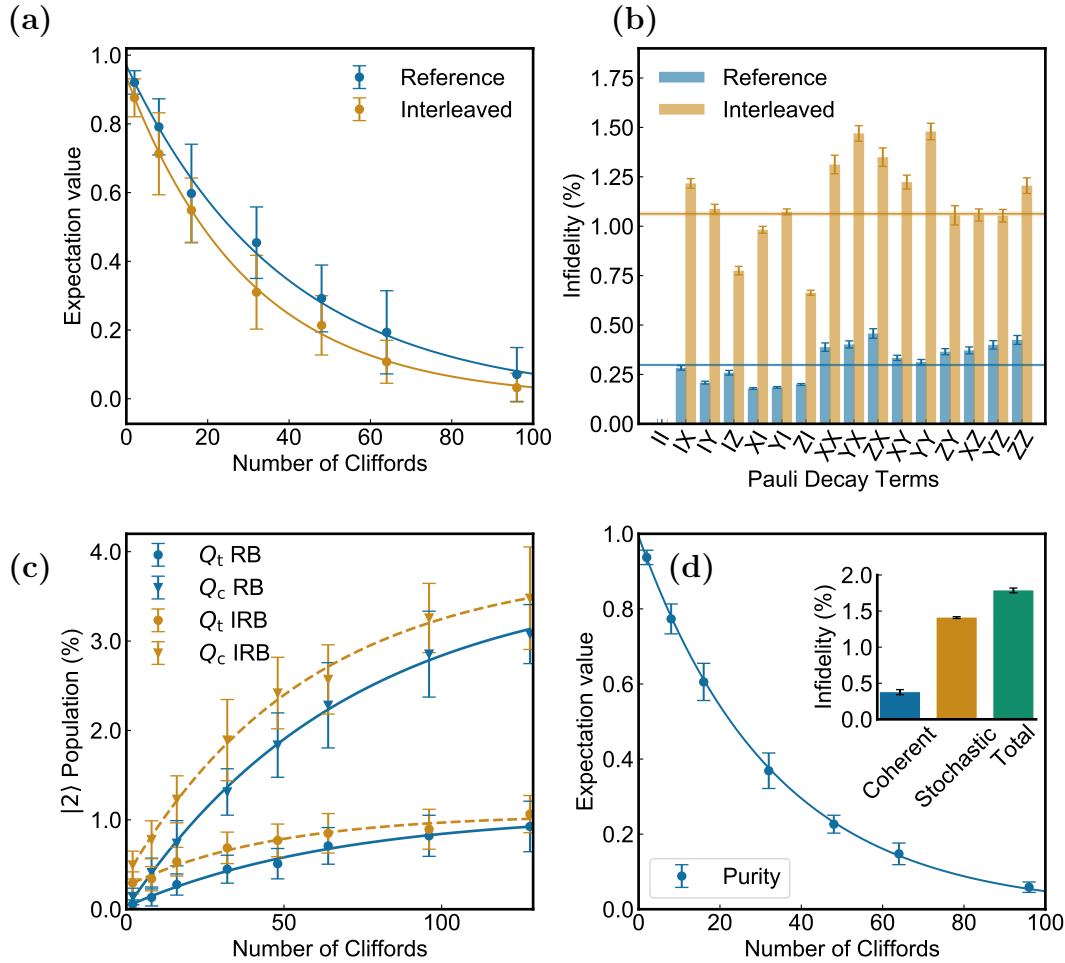 (a)
1.0
0.8
0.6
0.4
0.2
0.0
Expectation value
Reference
Interleaved
0 20 40 60 80 100
Number of Cliffords
(b)
1.75
1.50
1.25
1.00
0.75
0.50
0.25
0.00
Infidelity (%)
Reference
Interleaved
II IX IY IZ XI YI ZI XX YX ZX XY YY ZY XZ YZ ZZ
Pauli Decay Terms
(c)
4.0
3.0
2.0
1.0
0.0
|2⟩ Population (%)
Qt RB
Qc RB
Qt IRB
Qc IRB
0 50 100
Number of Cliffords
(d)
1.0
0.8
0.6
0.4
0.2
0.0
Expectation value
Purity
0 20 40 60 80 100
Number of Cliffords
2.0
1.5
1.0
0.5
0.0
Infidelity (%)
Coherent
Stochastic
Total